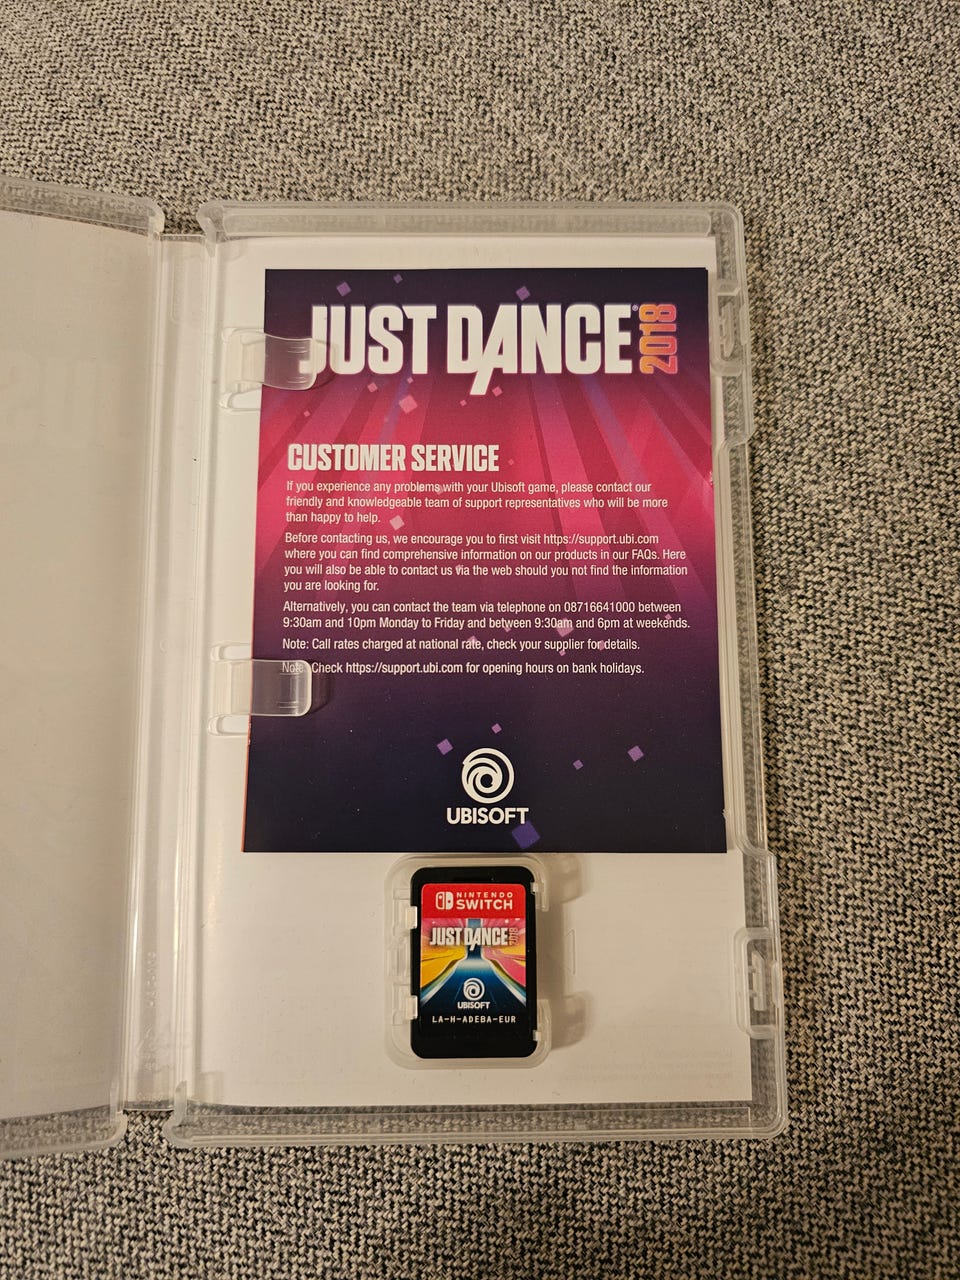 JUST DANCE® 2018
CUSTOMER SERVICE
If you experience any problems with your Ubisoft game, please contact our
friendly and knowledgeable team of support representatives who will be more
than happy to help.
Before contacting us, we encourage you to first visit https://support.ubi.com
where you can find comprehensive information on our products in our FAQs. Here
you will also be able to contact us via the web should you not find the information
you are looking for.
Alternatively, you can contact the team via telephone on 08716641000 between
9:30am and 10pm Monday to Friday and between 9:30am and 6pm at weekends.
Note: Call rates charged at national rate, check your supplier for details.
Note: Check https://support.ubi.com for opening hours on bank holidays.
UBISOFT
NINTENDO
SWITCH
JUST DANCE 2018
UBISOFT
LA-H-ADEBA-EUR